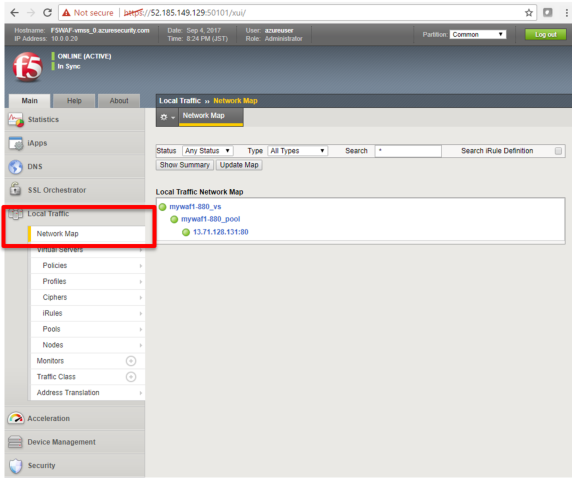 Not secure | https://52.185.149.129:50101/xui/
Hostname: F5WAF-vmss_0.azuresecurity.com Date: Sep 4, 2017 User: azureuser
IP Address: 10.0.0.20 Time: 8:24 PM (JST) Role: Administrator
Partition: Common Log out
f5
ONLINE (ACTIVE)
In Sync
Main Help About
Local Traffic » Network Map
Network Map
Statistics
iApps
DNS
SSL Orchestrator
Local Traffic
Network Map
Virtual Servers
Policies
Profiles
Ciphers
iRules
Pools
Nodes
Monitors
Traffic Class
Address Translation
Acceleration
Device Management
Security
Status Any Status Type All Types Search * Search iRule Definition
Show Summary Update Map
Local Traffic Network Map
mywaf1-880_vs
mywaf1-880_pool
13.71.128.131:80